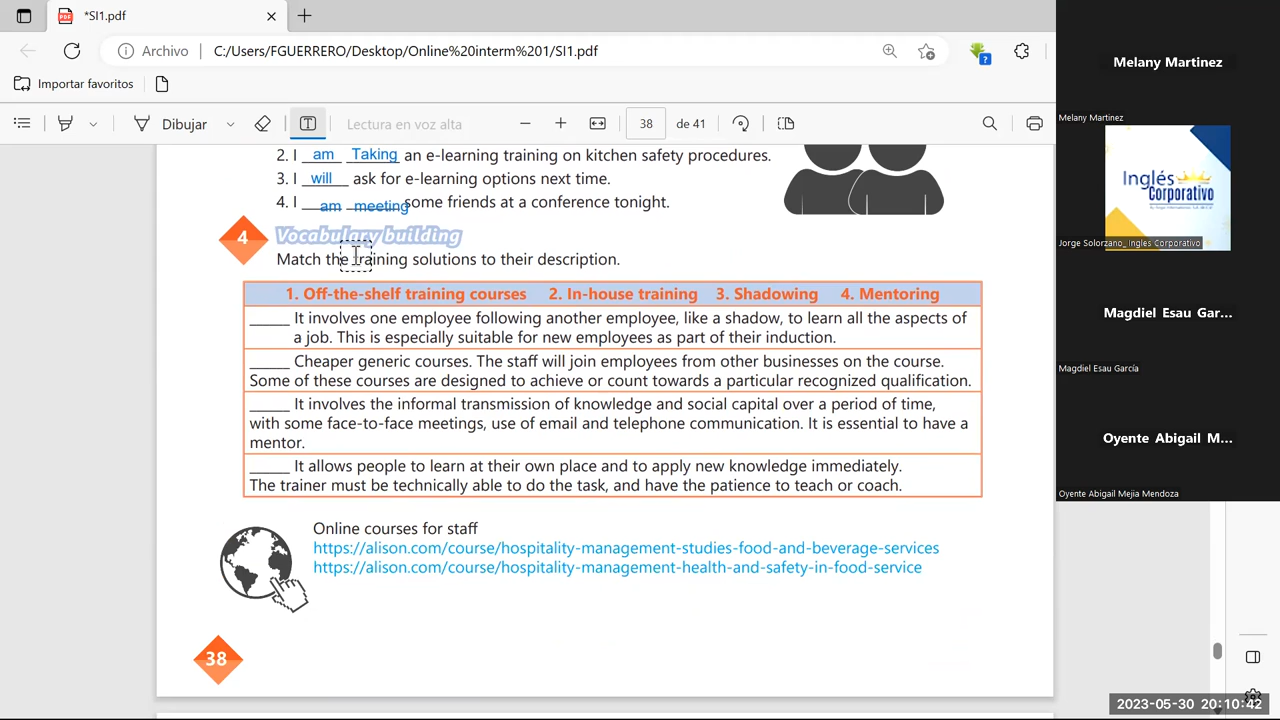 *SI1.pdf
Archivo
C:/Users/FGUERRERO/Desktop/Online%20interm%201/SI1.pdf
Importar favoritos
Dibujar
Lectura en voz alta
38
de 41
2. I am Taking an e-learning training on kitchen safety procedures.
3. I will ask for e-learning options next time.
4. I am meeting some friends at a conference tonight.
4
Vocabulary building
Match the training solutions to their description.
1. Off-the-shelf training courses 2. In-house training 3. Shadowing 4. Mentoring
_____ It involves one employee following another employee, like a shadow, to learn all the aspects of
a job. This is especially suitable for new employees as part of their induction.
_____ Cheaper generic courses. The staff will join employees from other businesses on the course.
Some of these courses are designed to achieve or count towards a particular recognized qualification.
_____ It involves the informal transmission of knowledge and social capital over a period of time,
with some face-to-face meetings, use of email and telephone communication. It is essential to have a
mentor.
_____ It allows people to learn at their own place and to apply new knowledge immediately.
The trainer must be technically able to do the task, and have the patience to teach or coach.
Online courses for staff
https://alison.com/course/hospitality-management-studies-food-and-beverage-services
https://alison.com/course/hospitality-management-health-and-safety-in-food-service
38
Melany Martinez
Melany Martinez
Inglés
Corporativo
Jorge Solorzano_Ingles Corporativo
Magdiel Esau Gar...
Magdiel Esau García
Oyente Abigail M...
Oyente Abigail Mejia Mendoza
2023-05-30 20:10:42